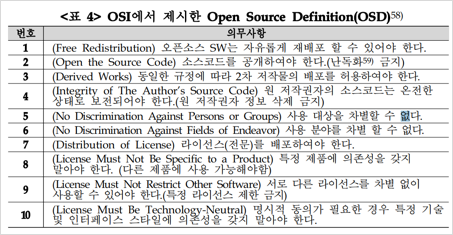 <표 4> OSI에서 제시한 Open Source Definition(OSD)58)
번호 의무사항
1 (Free Redistribution) 오픈소스 SW는 자유롭게 재배포 할 수 있어야 한다.
2 (Open the Source Code) 소스코드를 공개하여야 한다.(난독화59) 금지)
3 (Derived Works) 동일한 규정에 따라 2차 저작물의 배포를 허용하여야 한다.
4 (Integrity of The Author's Source Code) 원 저작권자의 소스코드는 온전한
상태로 보전되어야 한다.(원 저작권자 정보 삭제 금지)
5 (No Discrimination Against Persons or Groups) 사용 대상을 차별할 수 없다.
6 (No Discrimination Against Fields of Endeavor) 사용 분야를 차별 할 수 없다.
7 (Distribution of License) 라이선스(전문)를 배포하여야 한다.
8 (License Must Not Be Specific to a Product) 특정 제품에 의존성을 갖지
말아야 한다. (다른 제품에 사용 가능해야함)
9 (License Must Not Restrict Other Software) 서로 다른 라이선스를 차별 없이
사용할 수 있어야 한다.(특정 라이선스 제한 금지)
10 (License Must Be Technology-Neutral) 명시적 동의가 필요한 경우 특정 기술
및 인터페이스 스타일에 의존성을 갖지 말아야 한다.